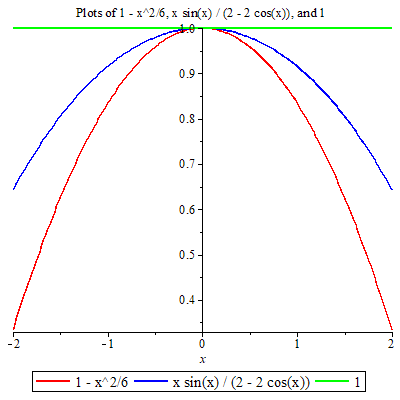 Plots of 1 - x^2/6, x sin(x) / (2 - 2 cos(x)), and 1
1.0
0.9
0.8
0.7
0.6
0.5
0.4
-2 -1 0 1 2
x
1 - x^2/6 x sin(x) / (2 - 2 cos(x)) 1